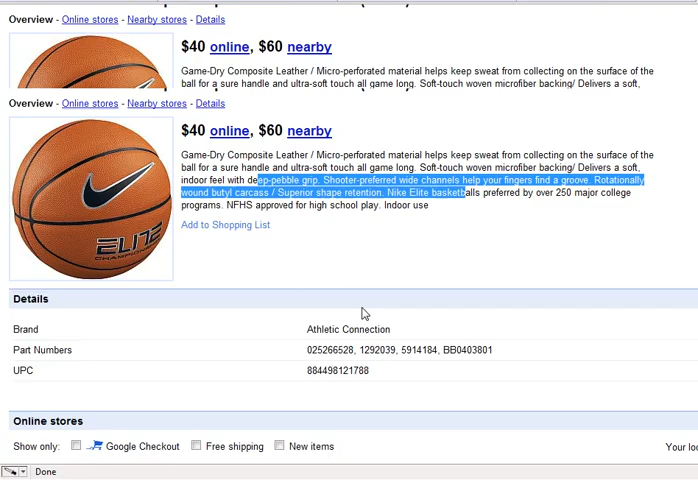 Overview - Online stores - Nearby stores - Details
$40 online, $60 nearby
Game-Dry Composite Leather / Micro-perforated material helps keep sweat from collecting on the surface of the
ball for a sure handle and ultra-soft touch all game long. Soft-touch woven microfiber backing/ Delivers a soft,
Overview - Online stores - Nearby stores - Details
$40 online, $60 nearby
Game-Dry Composite Leather / Micro-perforated material helps keep sweat from collecting on the surface of the
ball for a sure handle and ultra-soft touch all game long. Soft-touch woven microfiber backing/ Delivers a soft,
indoor feel with deep-pebble grip. Shooter-preferred wide channels help your fingers find a groove. Rotationally
wound butyl carcass / Superior shape retention. Nike Elite basketballs preferred by over 250 major college
programs. NFHS approved for high school play. Indoor use
Add to Shopping List
ELITE
CHAMPIONSHIP
Details
Brand Athletic Connection
Part Numbers 025266528, 1292039, 5914184, BB0403801
UPC 884498121788
Online stores
Show only: Google Checkout Free shipping New items Your loc
Done